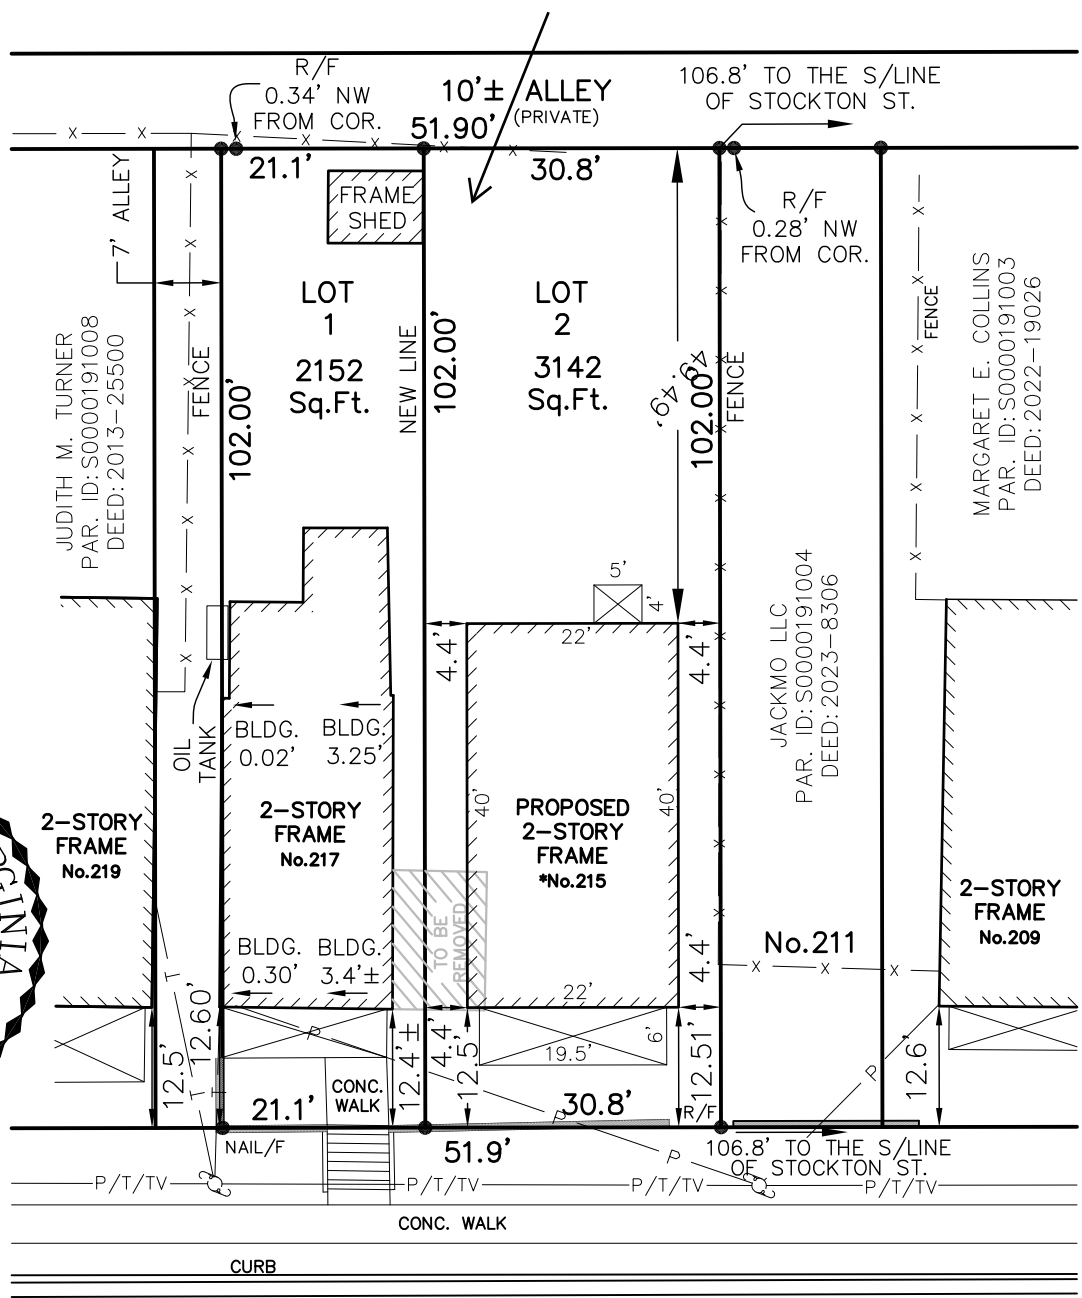 R/F
0.34' NW
FROM COR.
10'± ALLEY
(PRIVATE)
51.90'
106.8' TO THE S/LINE
OF STOCKTON ST.
21.1'
30.8'
R/F
0.28' NW
FROM COR.
7' ALLEY
FRAME
SHED
LOT
1
2152
Sq.Ft.
LOT
2
3142
Sq.Ft.
JUDITH M. TURNER
PAR. ID: S0000191008
DEED: 2013-25500
FENCE
102.00'
NEW LINE
102.00'
49.49'
102.00'
FENCE
FENCE
MARGARET E. COLLINS
PAR. ID: S0000191003
DEED: 2022-19026
JACKMO LLC
PAR. ID: S0000191004
DEED: 2023-8306
5'
4'
22'
4.4'
4.4'
OIL
TANK
BLDG.
0.02'
BLDG.
3.25'
40'
40'
2-STORY
FRAME
No.219
2-STORY
FRAME
No.217
PROPOSED
2-STORY
FRAME
*No.215
2-STORY
FRAME
No.209
TO BE
REMOVED
BLDG.
0.30'
BLDG.
3.4'±
22'
4.4'
No.211
12.5'
12.60'
12.4'±
4.4'
12.5'
19.5'
6'
12.51'
12.6'
CONC.
WALK
21.1'
30.8'
R/F
NAIL/F
51.9'
106.8' TO THE S/LINE
OF STOCKTON ST.
P/T/TV
P/T/TV
P/T/TV
P/T/TV
CONC. WALK
CURB